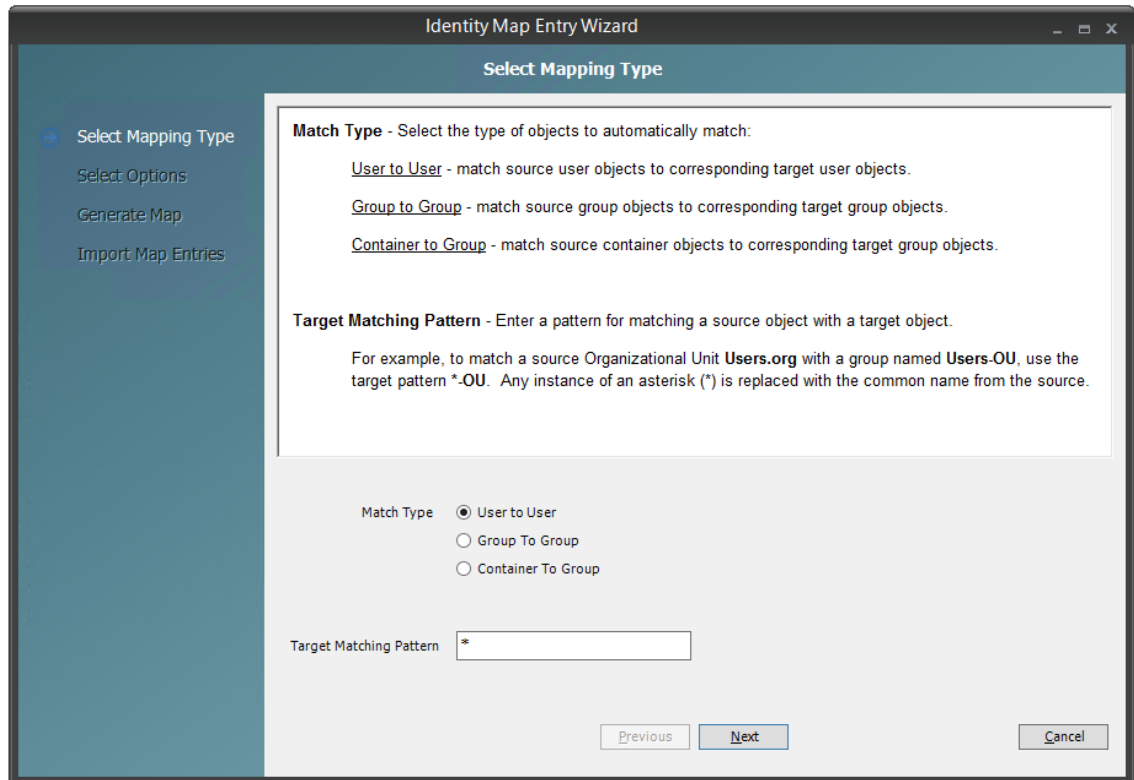 Identity Map Entry Wizard
Select Mapping Type
Select Mapping Type
Select Options
Generate Map
Import Map Entries
Match Type - Select the type of objects to automatically match:
User to User - match source user objects to corresponding target user objects.
Group to Group - match source group objects to corresponding target group objects.
Container to Group - match source container objects to corresponding target group objects.
Target Matching Pattern - Enter a pattern for matching a source object with a target object.
For example, to match a source Organizational Unit Users.org with a group named Users-OU, use the
target pattern *-OU. Any instance of an asterisk (*) is replaced with the common name from the source.
Match Type
User to User
Group To Group
Container To Group
Target Matching Pattern
*
Previous
Next
Cancel